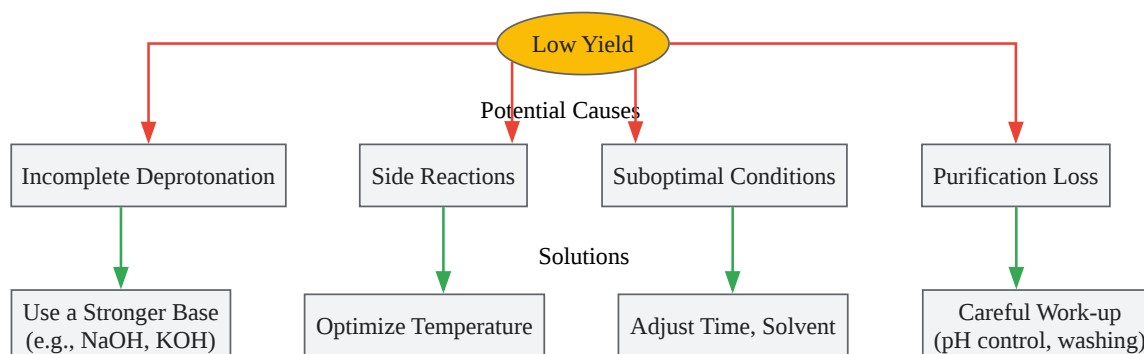 Low Yield
Potential Causes
Incomplete Deprotonation
Side Reactions
Suboptimal Conditions
Purification Loss
Solutions
Use a Stronger Base
(e.g., NaOH, KOH)
Optimize Temperature
Adjust Time, Solvent
Careful Work-up
(pH control, washing)